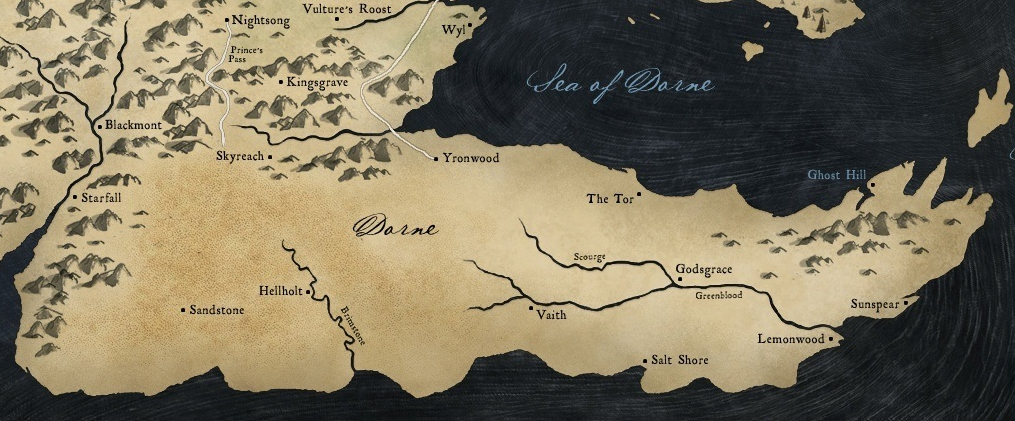 Vulture's Roost
Nightsong
Wyl
Prince's
Pass
Kingsgrave
Sea of Dorne
Blackmont
Skyreach
Yronwood
Ghost Hill
Starfall
The Tor
Dorne
Scourge
Godsgrace
Hellholt
Greenblood
Sandstone
Brimstone
Vaith
Sunspear
Lemonwood
Salt Shore